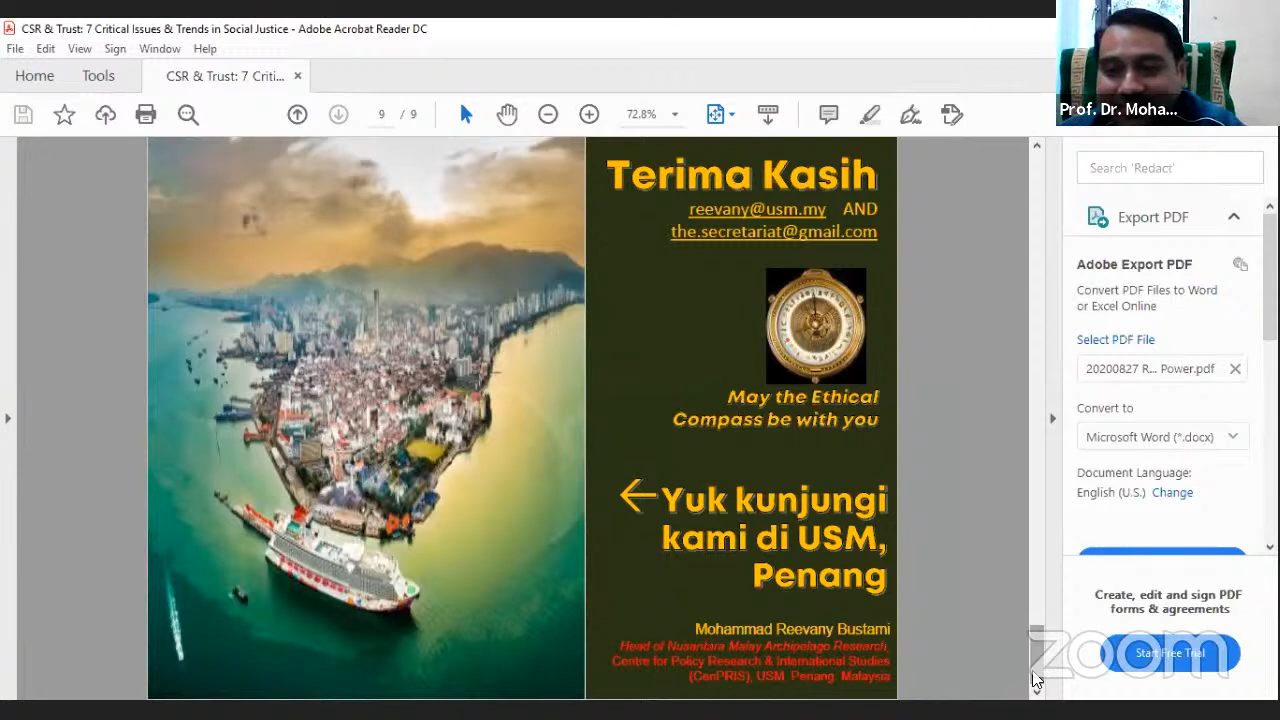 CSR & Trust: 7 Critical Issues & Trends in Social Justice - Adobe Acrobat Reader DC
File Edit View Sign Window Help
Home Tools CSR & Trust: 7 Criti... ×
9 / 9 72.8%
Prof. Dr. Moha...
Terima Kasih
reevany@usm.my AND
the.secretariat@gmail.com
May the Ethical
Compass be with you
←Yuk kunjungi
kami di USM,
Penang
Mohammad Reevany Bustami
Head of Nusantara Malay Archipelago Research,
Centre for Policy Research & International Studies
(CenPRIS), USM, Penang, Malaysia
Search 'Redact'
Export PDF
Adobe Export PDF
Convert PDF Files to Word
or Excel Online
Select PDF File
20200827 R... Power.pdf
Convert to
Microsoft Word (*.docx)
Document Language:
English (U.S.) Change
Create, edit and sign PDF
forms & agreements
Start Free Trial
zoom